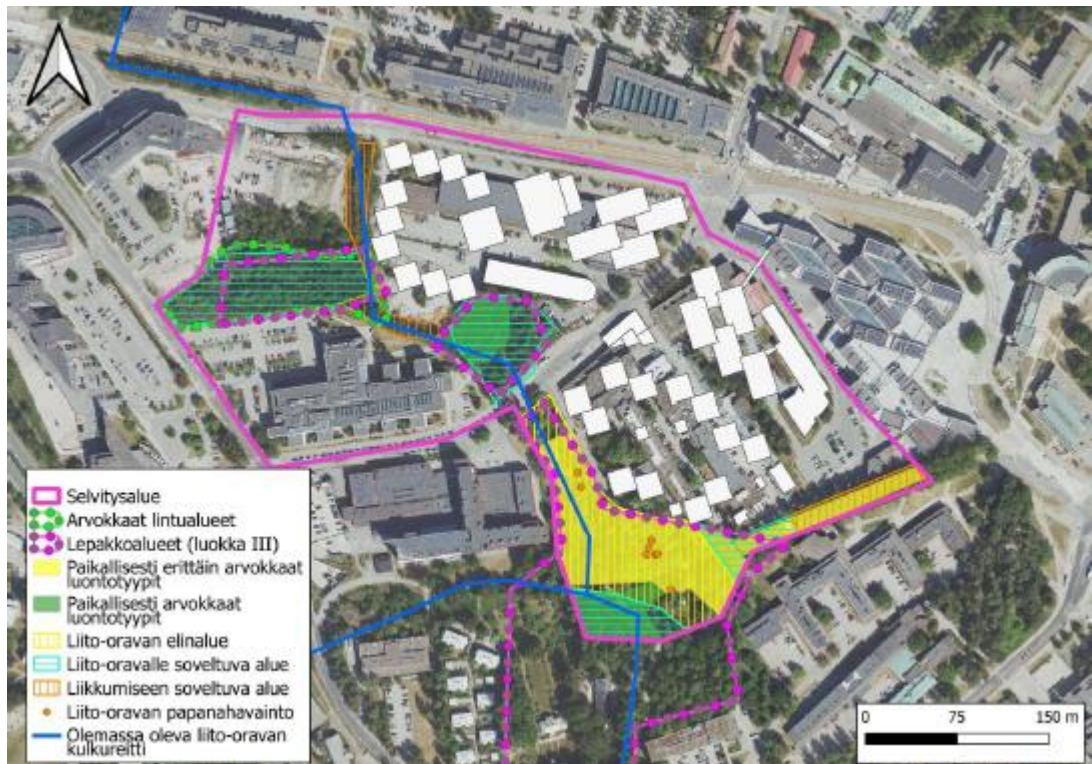 Selvitysalue
Arvokkaat lintualueet
Lepakkoalueet (luokka III)
Paikallisesti erittäin arvokkaat
luontotyypit
Paikallisesti arvokkaat
luontotyypit
Liito-oravan elinalue
Liito-oravalle soveltuva alue
Liikkumiseen soveltuva alue
Liito-oravan papanahavainto
Olemassa oleva liito-oravan
kulkureitti
0 75 150 m